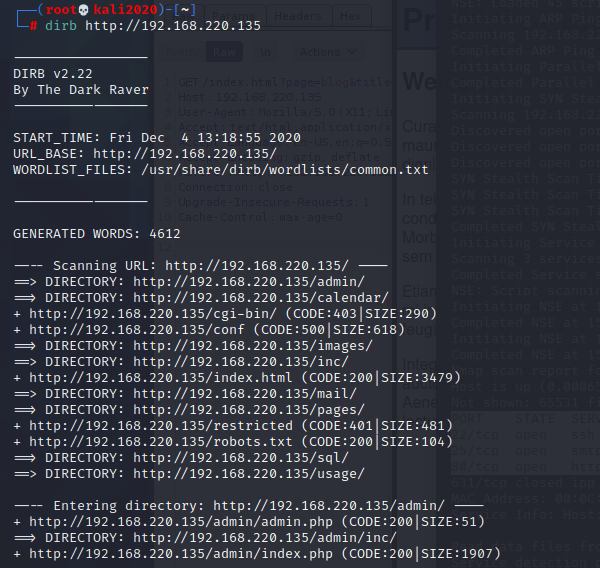 ┌──(root💀kali2020)-[~]
└─# dirb http://192.168.220.135

-----------------
DIRB v2.22
By The Dark Raver
-----------------

START_TIME: Fri Dec  4 13:18:55 2020
URL_BASE: http://192.168.220.135/
WORDLIST_FILES: /usr/share/dirb/wordlists/common.txt

-----------------

GENERATED WORDS: 4612

---- Scanning URL: http://192.168.220.135/ ----
==> DIRECTORY: http://192.168.220.135/admin/
==> DIRECTORY: http://192.168.220.135/calendar/
+ http://192.168.220.135/cgi-bin/ (CODE:403|SIZE:290)
+ http://192.168.220.135/conf (CODE:500|SIZE:618)
==> DIRECTORY: http://192.168.220.135/images/
==> DIRECTORY: http://192.168.220.135/inc/
+ http://192.168.220.135/index.html (CODE:200|SIZE:3479)
==> DIRECTORY: http://192.168.220.135/mail/
==> DIRECTORY: http://192.168.220.135/pages/
+ http://192.168.220.135/restricted (CODE:401|SIZE:481)
+ http://192.168.220.135/robots.txt (CODE:200|SIZE:104)
==> DIRECTORY: http://192.168.220.135/sql/
==> DIRECTORY: http://192.168.220.135/usage/

---- Entering directory: http://192.168.220.135/admin/ ----
+ http://192.168.220.135/admin/admin.php (CODE:200|SIZE:51)
==> DIRECTORY: http://192.168.220.135/admin/inc/
+ http://192.168.220.135/admin/index.php (CODE:200|SIZE:1907)